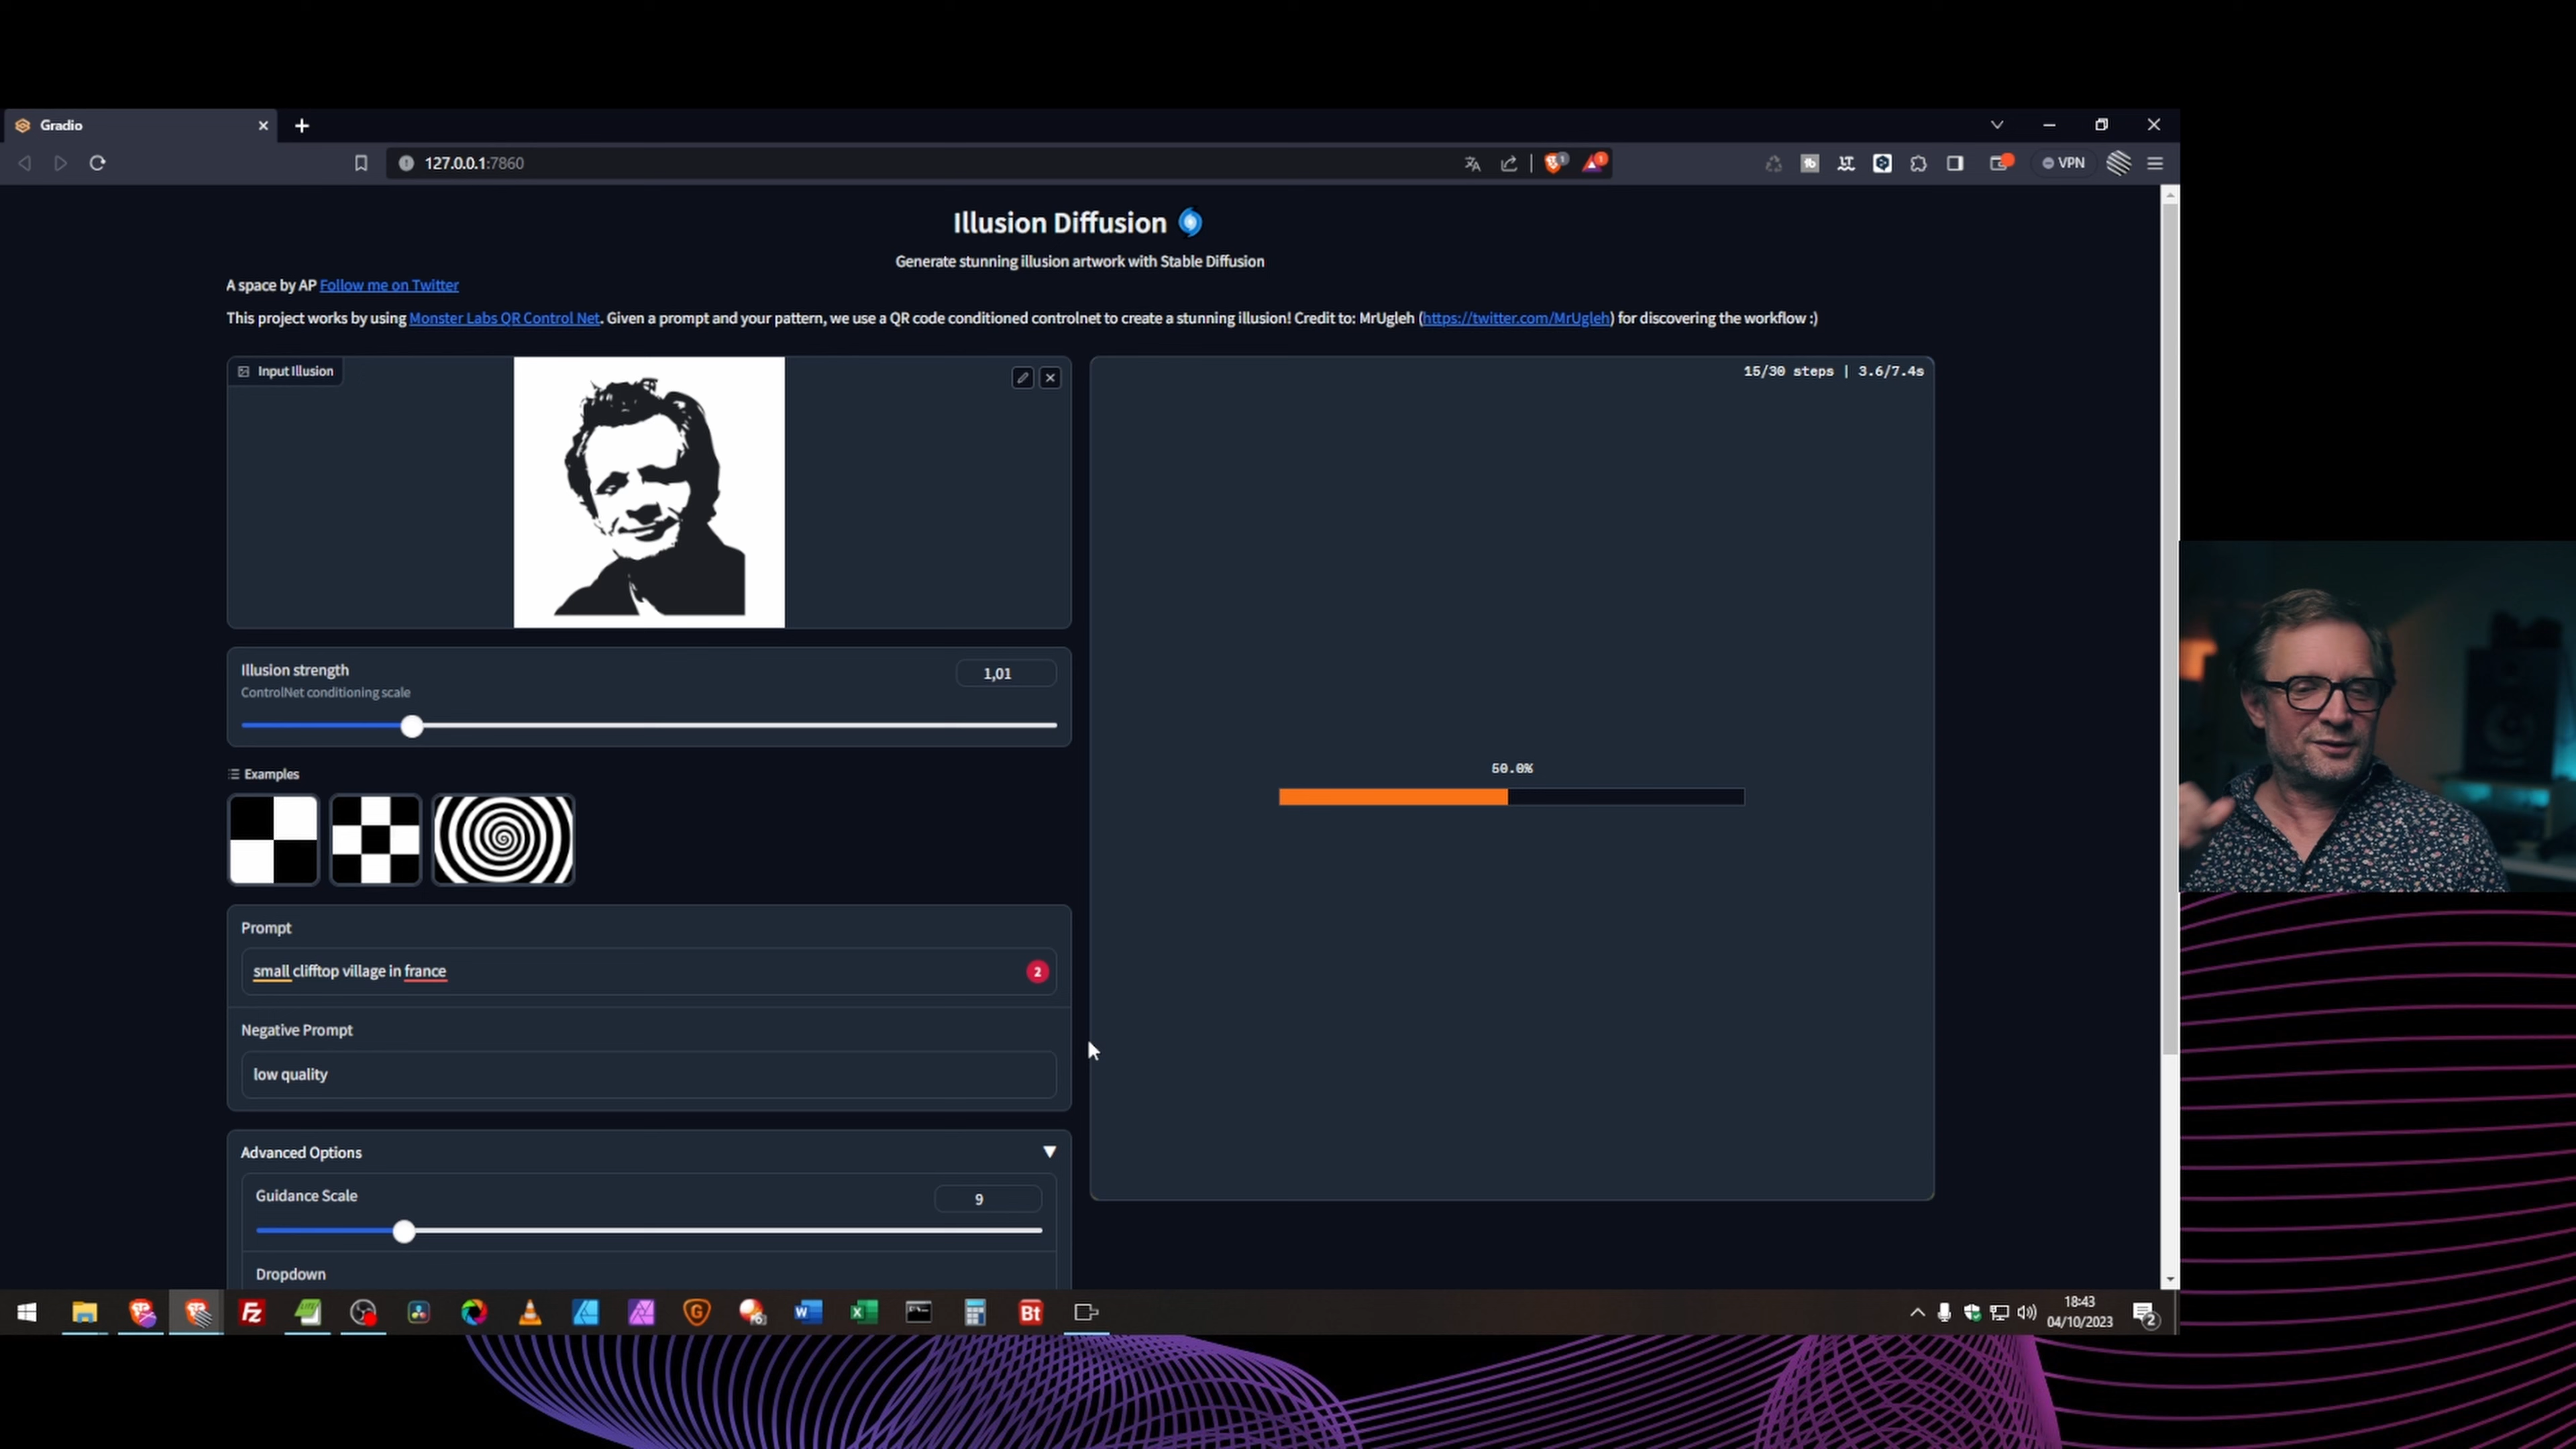 Gradio
127.0.0.1:7860
1
1
VPN
Illusion Diffusion
Generate stunning illusion artwork with Stable Diffusion
A space by AP Follow me on Twitter
This project works by using Monster Labs QR Control Net. Given a prompt and your pattern, we use a QR code conditioned controlnet to create a stunning illusion! Credit to: MrUgleh (https://twitter.com/MrUgleh) for discovering the workflow :)
Input Illusion
15/30 steps | 3.6/7.4s
Illusion strength
1,01
ControlNet conditioning scale
50.0%
Examples
Prompt
small clifftop village in france
2
Negative Prompt
low quality
Advanced Options
Guidance Scale
9
Dropdown
Fz
Bt
18:43
04/10/2023
2